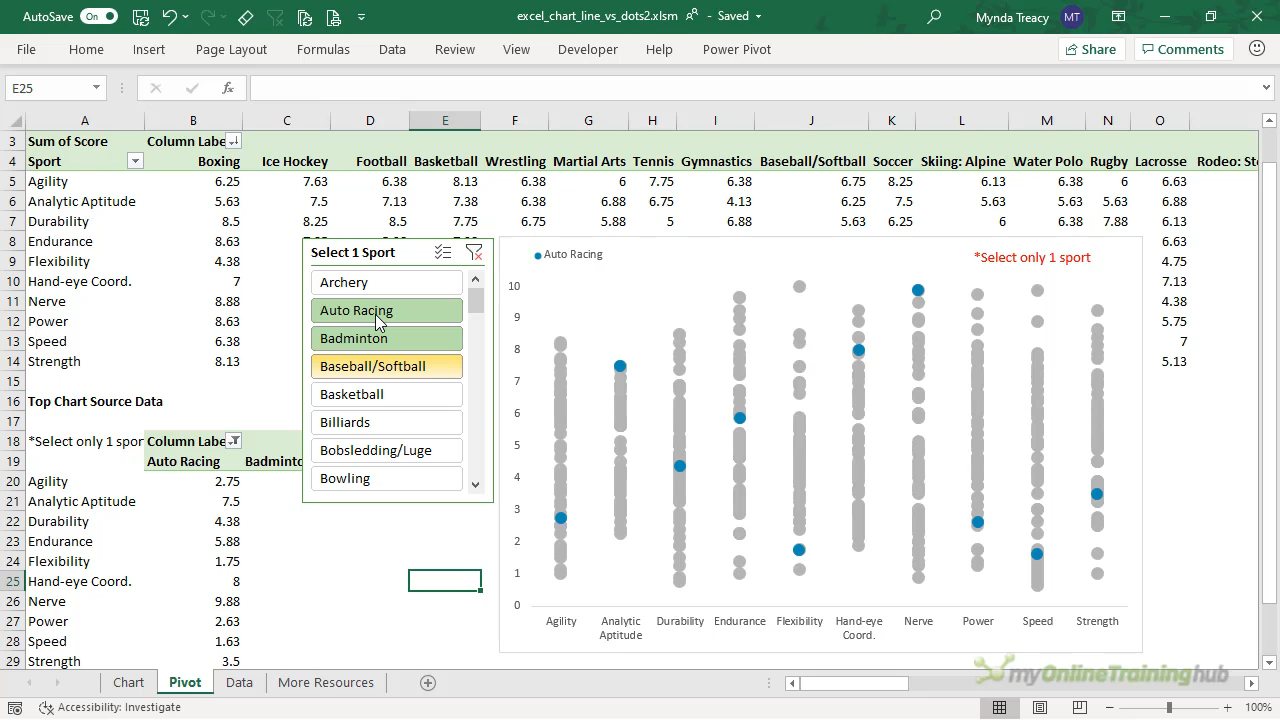 AutoSave On excel_chart_line_vs_dots2.xlsm - Saved Mynda Treacy MT
File Home Insert Page Layout Formulas Data Review View Developer Help Power Pivot Share Comments
E25 fx
A B C D E F G H I J K L M N O
3 Sum of Score Column Labe
4 Sport Boxing Ice Hockey Football Basketball Wrestling Martial Arts Tennis Gymnastics Baseball/Softball Soccer Skiing: Alpine Water Polo Rugby Lacrosse Rodeo: Ste
5 Agility 6.25 7.63 6.38 8.13 6.38 6 7.75 6.38 6.75 8.25 6.13 6.38 6 6.63
6 Analytic Aptitude 5.63 7.5 7.13 7.38 6.38 6.88 6.75 4.13 6.25 7.5 5.63 5.63 5.63 6.88
7 Durability 8.5 8.25 8.5 7.75 6.75 5.88 5 6.88 5.63 6.25 6 6.38 7.88 6.13
8 Endurance 8.63 6.63
9 Flexibility 4.38 4.75
10 Hand-eye Coord. 7 7.13
11 Nerve 8.88 4.38
12 Power 8.63 5.75
13 Speed 6.38 7
14 Strength 8.13 5.13
15
16 Top Chart Source Data
17
18 *Select only 1 spor Column Labe
19 Auto Racing Badminto
20 Agility 2.75
21 Analytic Aptitude 7.5
22 Durability 4.38
23 Endurance 5.88
24 Flexibility 1.75
25 Hand-eye Coord. 8
26 Nerve 9.88
27 Power 2.63
28 Speed 1.63
29 Strength 3.5
Select 1 Sport
Archery
Auto Racing
Badminton
Baseball/Softball
Basketball
Billiards
Bobsledding/Luge
Bowling
Auto Racing *Select only 1 sport
10
9
8
7
6
5
4
3
2
1
0
Agility Analytic Aptitude Durability Endurance Flexibility Hand-eye Coord. Nerve Power Speed Strength
myOnlineTraininghub
Chart Pivot Data More Resources
Accessibility: Investigate 100%